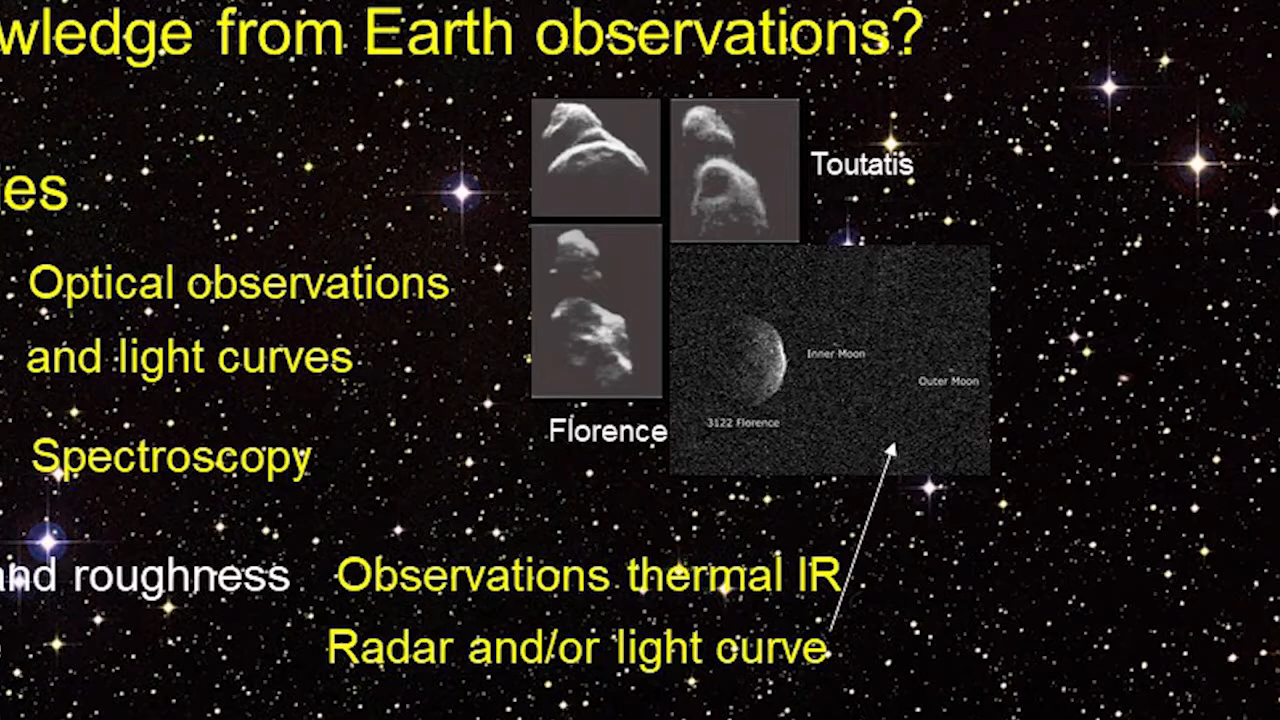 wledge from Earth observations?
Toutatis
es
Optical observations
and light curves
Inner Moon
Outer Moon
3122 Florence
Florence
Spectroscopy
and roughness
Observations thermal IR
Radar and/or light curve